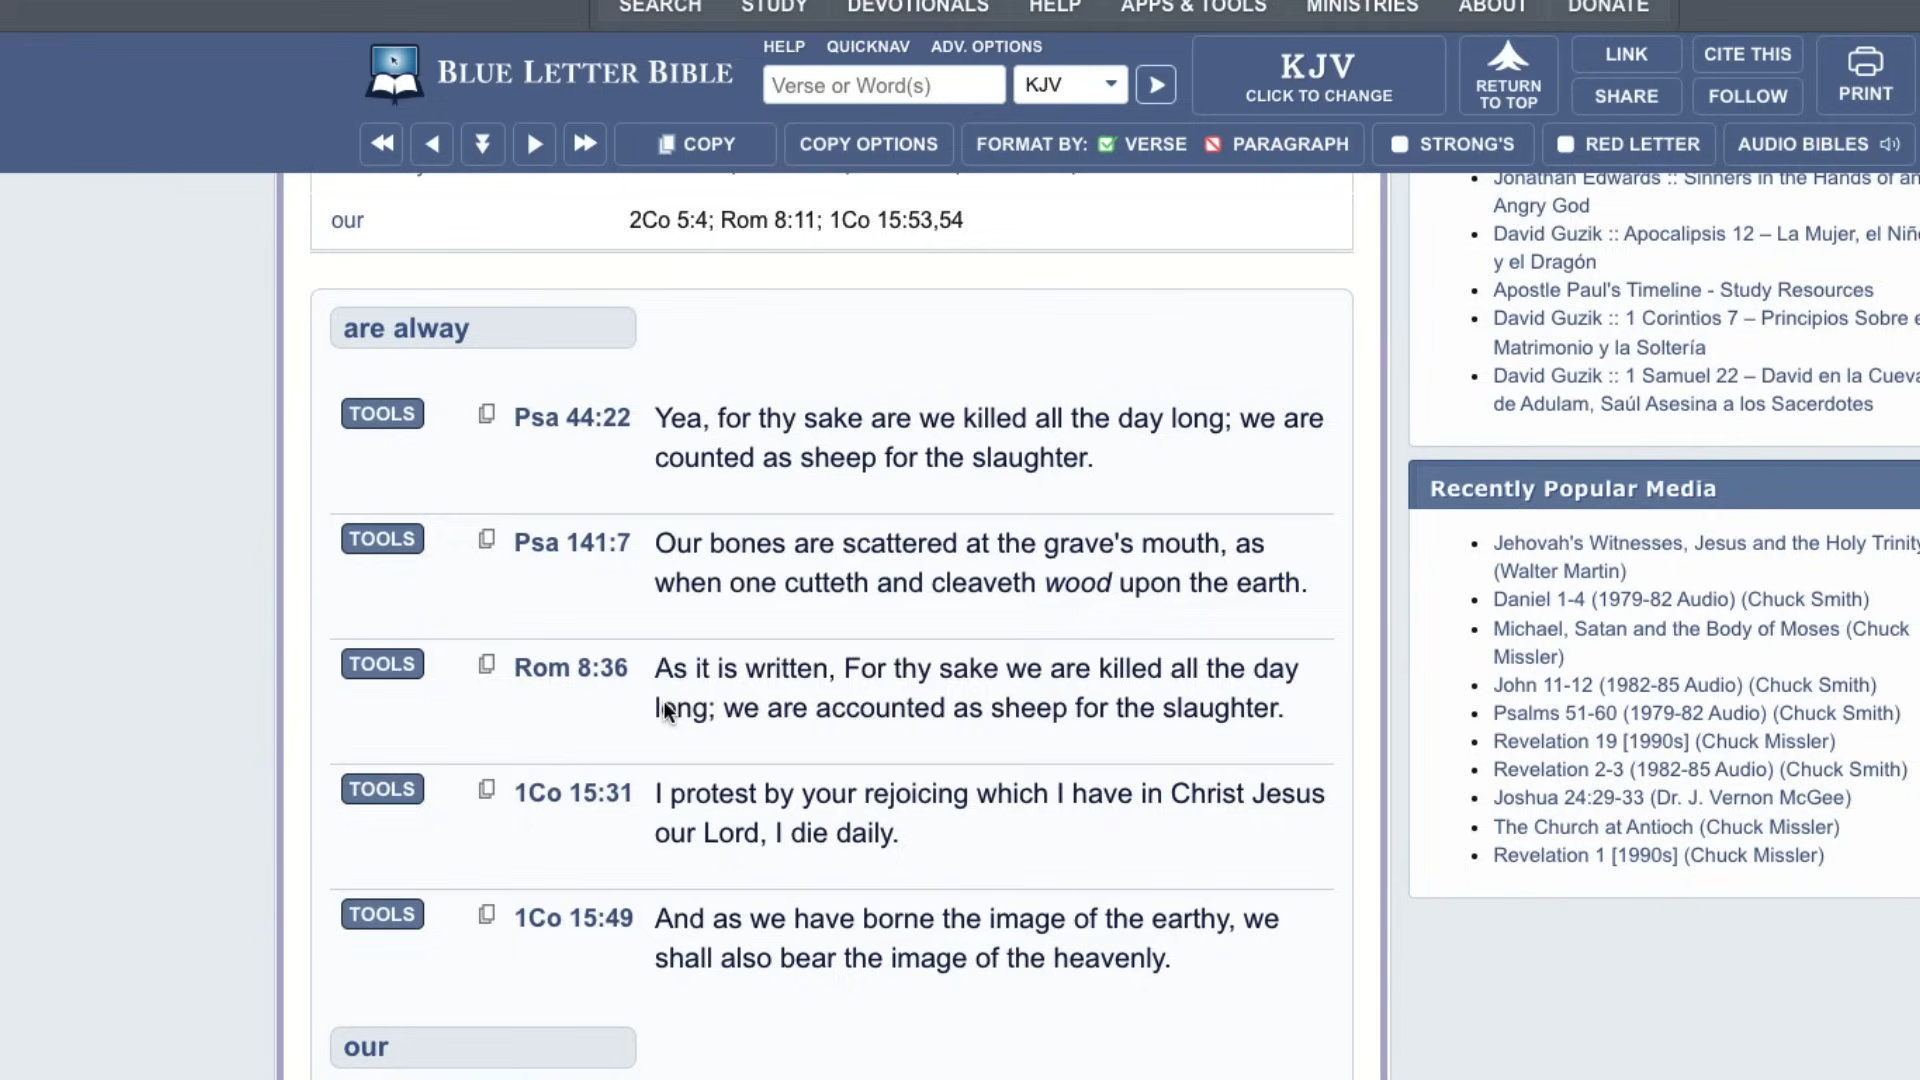 SEARCH STUDY DEVOTIONALS HELP APPS & TOOLS MINISTRIES ABOUT DONATE
BLUE LETTER BIBLE
HELP QUICKNAV ADV. OPTIONS
Verse or Word(s)
KJV
KJV
CLICK TO CHANGE
RETURN
TO TOP
LINK
CITE THIS
SHARE
FOLLOW
PRINT
COPY
COPY OPTIONS
FORMAT BY: VERSE PARAGRAPH
STRONG'S
RED LETTER
AUDIO BIBLES
our 2Co 5:4; Rom 8:11; 1Co 15:53,54
are alway
TOOLS Psa 44:22 Yea, for thy sake are we killed all the day long; we are
counted as sheep for the slaughter.
TOOLS Psa 141:7 Our bones are scattered at the grave's mouth, as
when one cutteth and cleaveth wood upon the earth.
TOOLS Rom 8:36 As it is written, For thy sake we are killed all the day
long; we are accounted as sheep for the slaughter.
TOOLS 1Co 15:31 I protest by your rejoicing which I have in Christ Jesus
our Lord, I die daily.
TOOLS 1Co 15:49 And as we have borne the image of the earthy, we
shall also bear the image of the heavenly.
our
Jonathan Edwards :: Sinners in the Hands of an
Angry God
David Guzik :: Apocalipsis 12 – La Mujer, el Niño
y el Dragón
Apostle Paul's Timeline - Study Resources
David Guzik :: 1 Corintios 7 – Principios Sobre e
Matrimonio y la Soltería
David Guzik :: 1 Samuel 22 – David en la Cueva
de Adulam, Saúl Asesina a los Sacerdotes
Recently Popular Media
Jehovah's Witnesses, Jesus and the Holy Trinity
(Walter Martin)
Daniel 1-4 (1979-82 Audio) (Chuck Smith)
Michael, Satan and the Body of Moses (Chuck
Missler)
John 11-12 (1982-85 Audio) (Chuck Smith)
Psalms 51-60 (1979-82 Audio) (Chuck Smith)
Revelation 19 [1990s] (Chuck Missler)
Revelation 2-3 (1982-85 Audio) (Chuck Smith)
Joshua 24:29-33 (Dr. J. Vernon McGee)
The Church at Antioch (Chuck Missler)
Revelation 1 [1990s] (Chuck Missler)